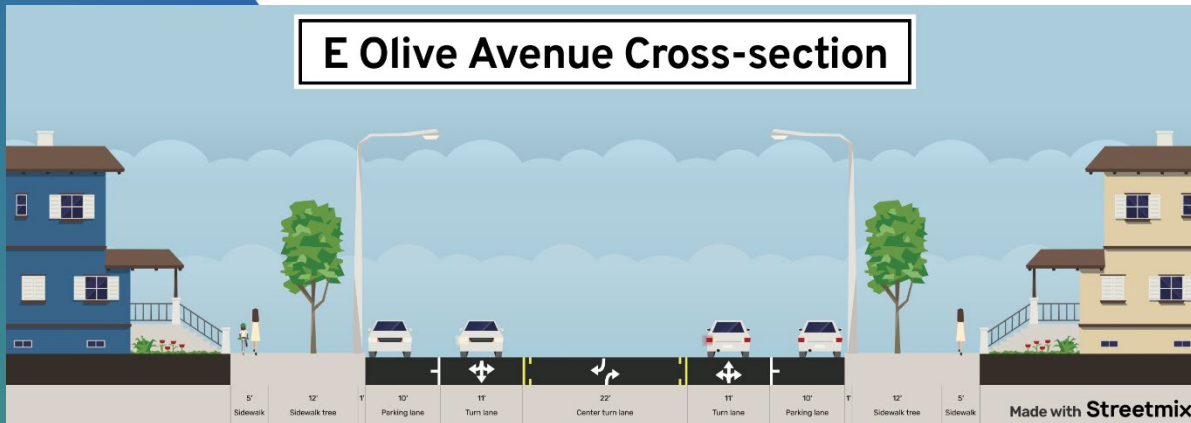 E Olive Avenue Cross-section
5' 12' 1' 10' 11' 22' 11' 10' 1' 12' 5'
Sidewalk Sidewalk tree Parking lane Turn lane Center turn lane Turn lane Parking lane Sidewalk tree Sidewalk
Made with Streetmix